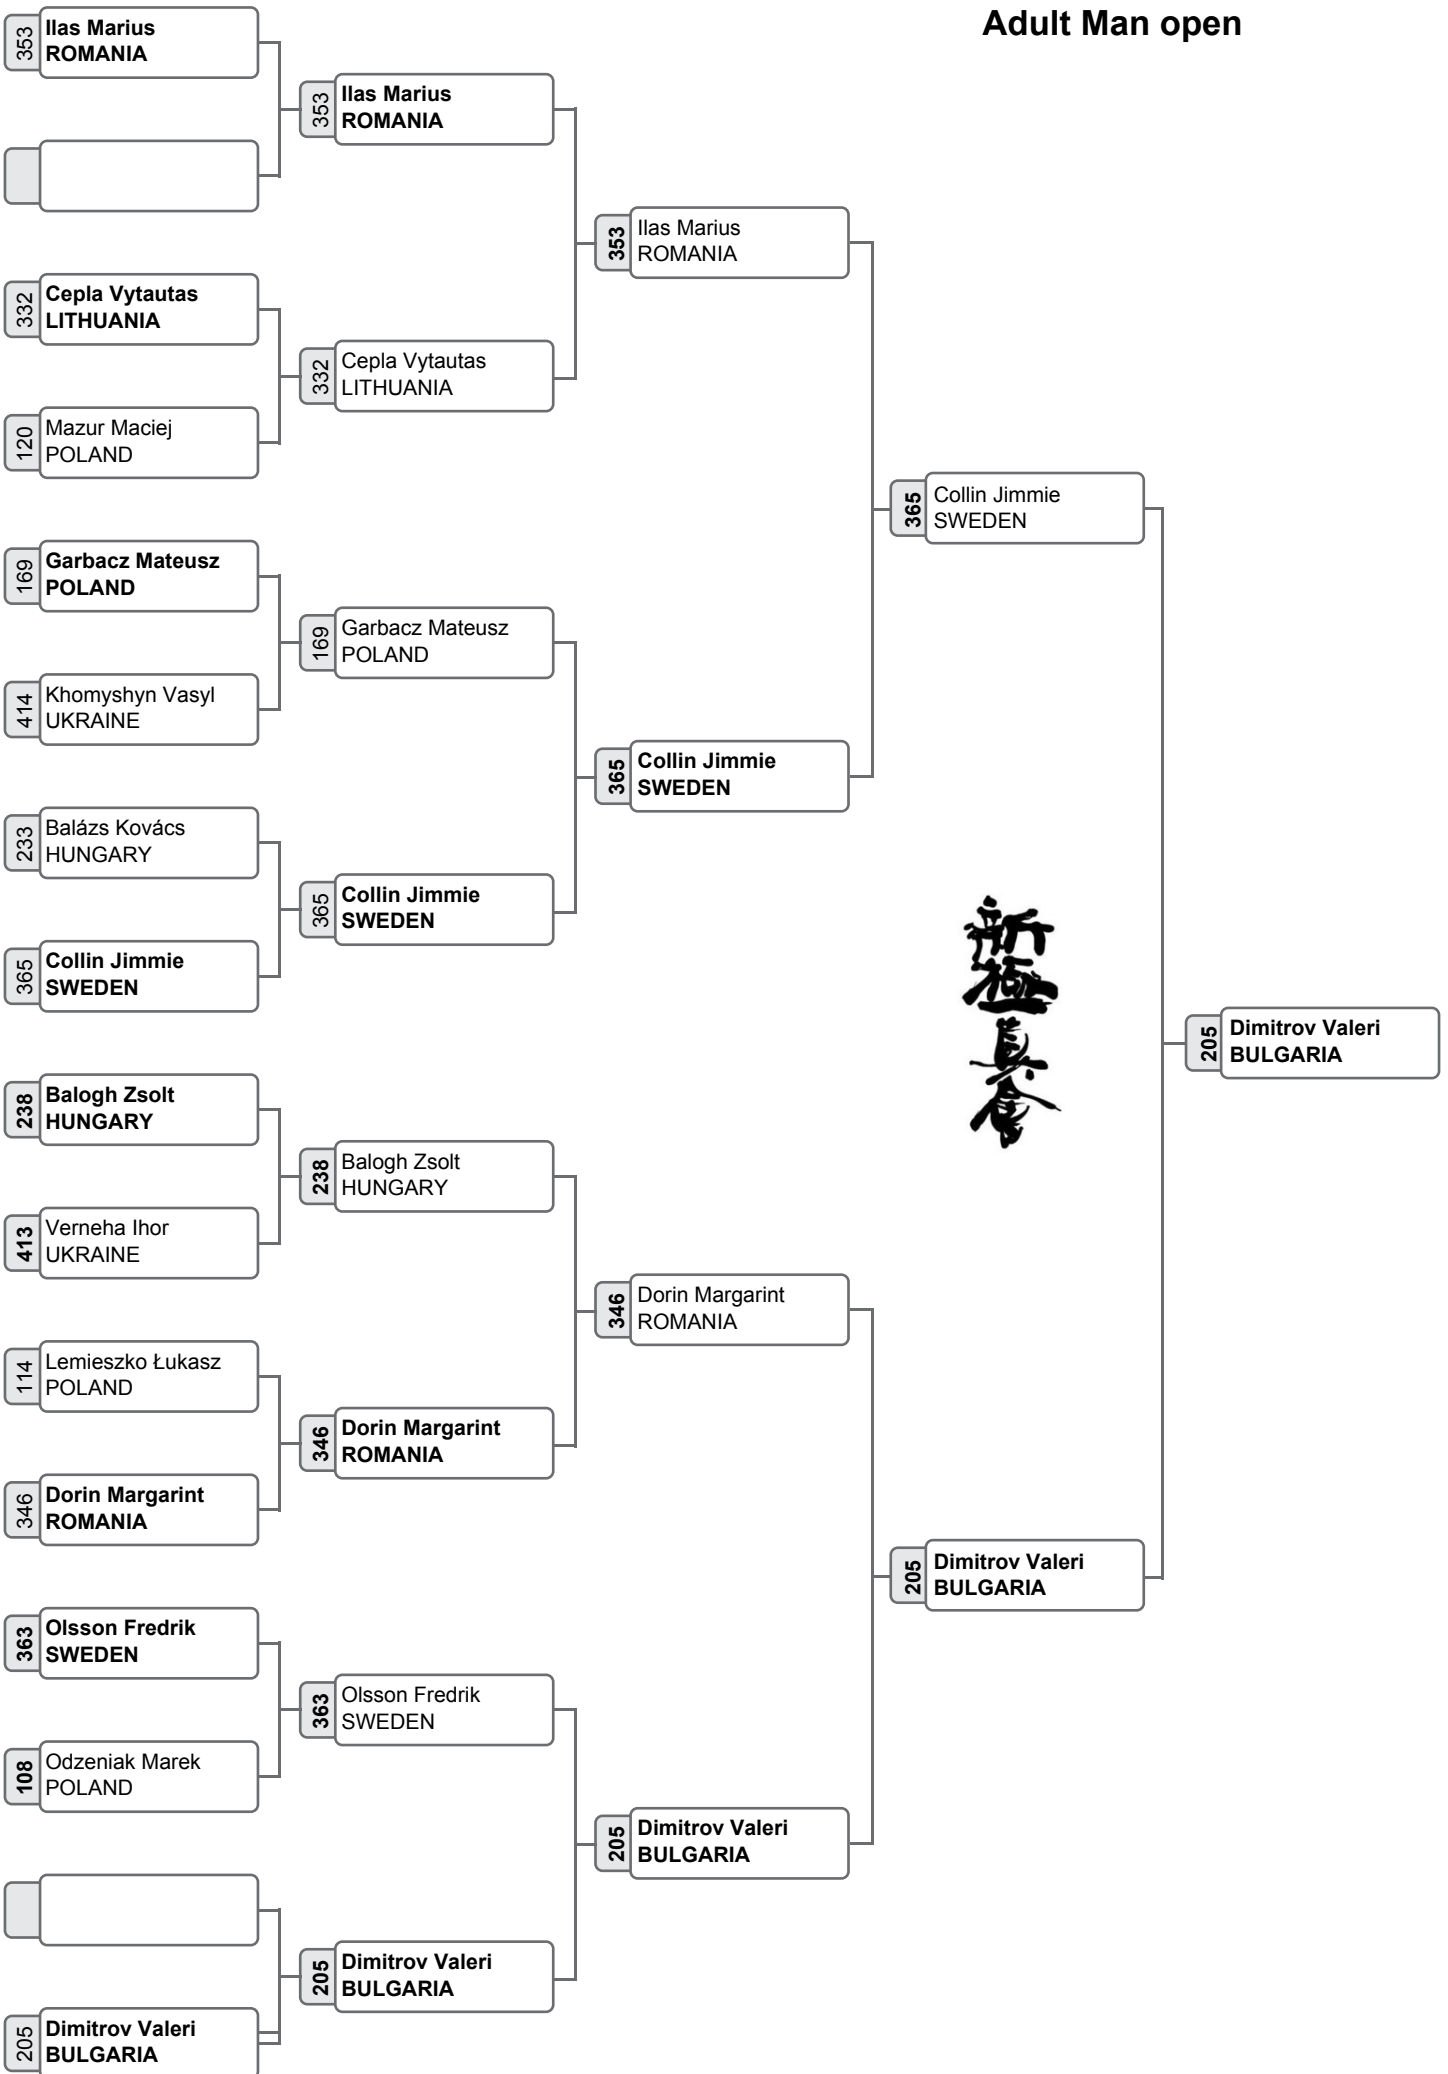 Adult Man open
353
Ilas Marius
ROMANIA
332
Cepla Vytautas
LITHUANIA
120
Mazur Maciej
POLAND
169
Garbacz Mateusz
POLAND
414
Khomyshyn Vasyl
UKRAINE
233
Balázs Kovács
HUNGARY
365
Collin Jimmie
SWEDEN
238
Balogh Zsolt
HUNGARY
413
Verneha Ihor
UKRAINE
114
Lemieszko Łukasz
POLAND
346
Dorin Margarint
ROMANIA
363
Olsson Fredrik
SWEDEN
108
Odzeniak Marek
POLAND
205
Dimitrov Valeri
BULGARIA
353
Ilas Marius
ROMANIA
332
Cepla Vytautas
LITHUANIA
169
Garbacz Mateusz
POLAND
365
Collin Jimmie
SWEDEN
238
Balogh Zsolt
HUNGARY
346
Dorin Margarint
ROMANIA
363
Olsson Fredrik
SWEDEN
205
Dimitrov Valeri
BULGARIA
353
Ilas Marius
ROMANIA
365
Collin Jimmie
SWEDEN
346
Dorin Margarint
ROMANIA
205
Dimitrov Valeri
BULGARIA
365
Collin Jimmie
SWEDEN
205
Dimitrov Valeri
BULGARIA
新極真會
205
Dimitrov Valeri
BULGARIA